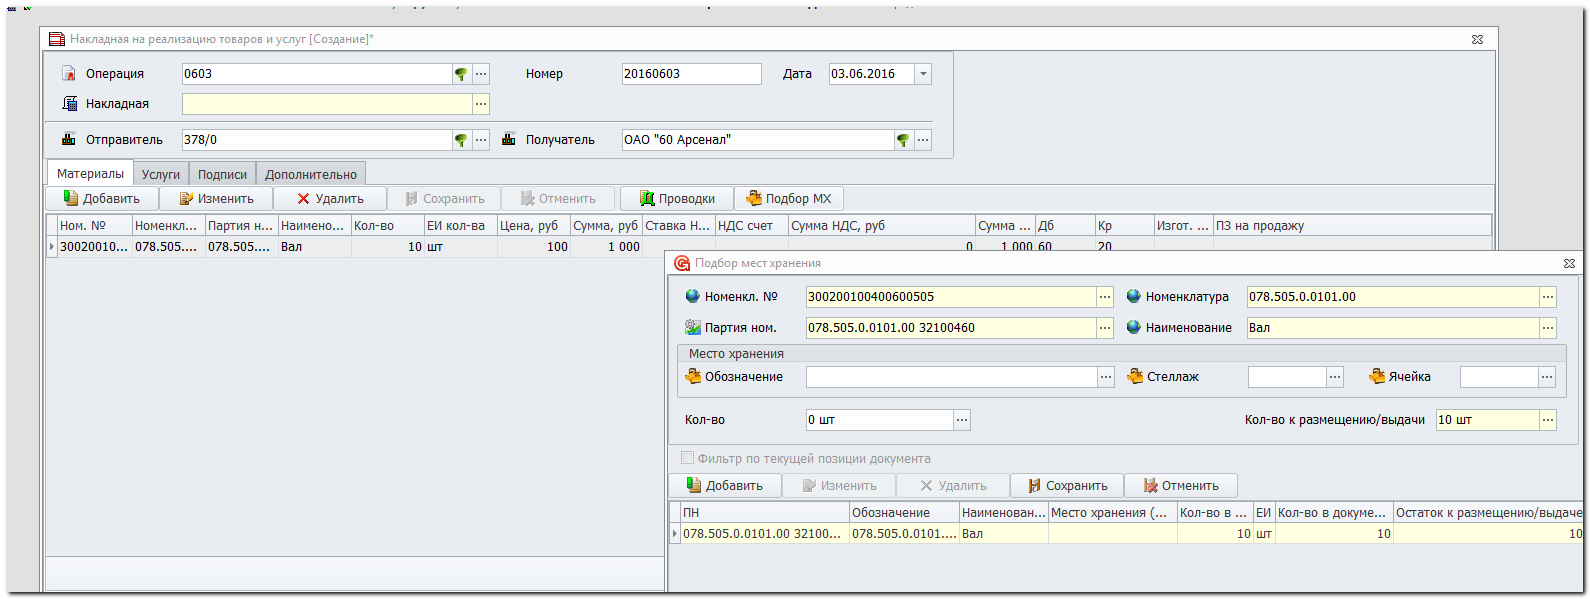 Накладная на реализацию товаров и услуг [Создание]*
Операция 0603 ... Номер 20160603 Дата 03.06.2016
Накладная ...
Отправитель 378/0 ... Получатель ОАО "60 Арсенал" ...
Материалы Услуги Подписи Дополнительно
Добавить Изменить Удалить Сохранить Отменить Проводки Подбор МХ
Ном. № Номенкл... Партия н... Наимено... Кол-во ЕИ кол-ва Цена, руб Сумма, руб Ставка Н... НДС счет Сумма НДС, руб Сумма ... Дб Кр Изгот. ... ПЗ на продажу
30020010... 078.505.... 078.505.... Вал 10 шт 100 1 000 0 1 000 60 20
Подбор мест хранения
Номенкл. № 300200100400600505 ... Номенклатура 078.505.0.0101.00 ...
Партия ном. 078.505.0.0101.00 32100460 ... Наименование Вал ...
Место хранения
Обозначение ... Стеллаж ... Ячейка ...
Кол-во 0 шт ... Кол-во к размещению/выдачи 10 шт ...
Фильтр по текущей позиции документа
Добавить Изменить Удалить Сохранить Отменить
ПН Обозначение Наименован... Место хранения (... Кол-во в ... ЕИ Кол-во в докуме... Остаток к размещению/выдаче
078.505.0.0101.00 32100... 078.505.0.0101.... Вал 10 шт 10 10